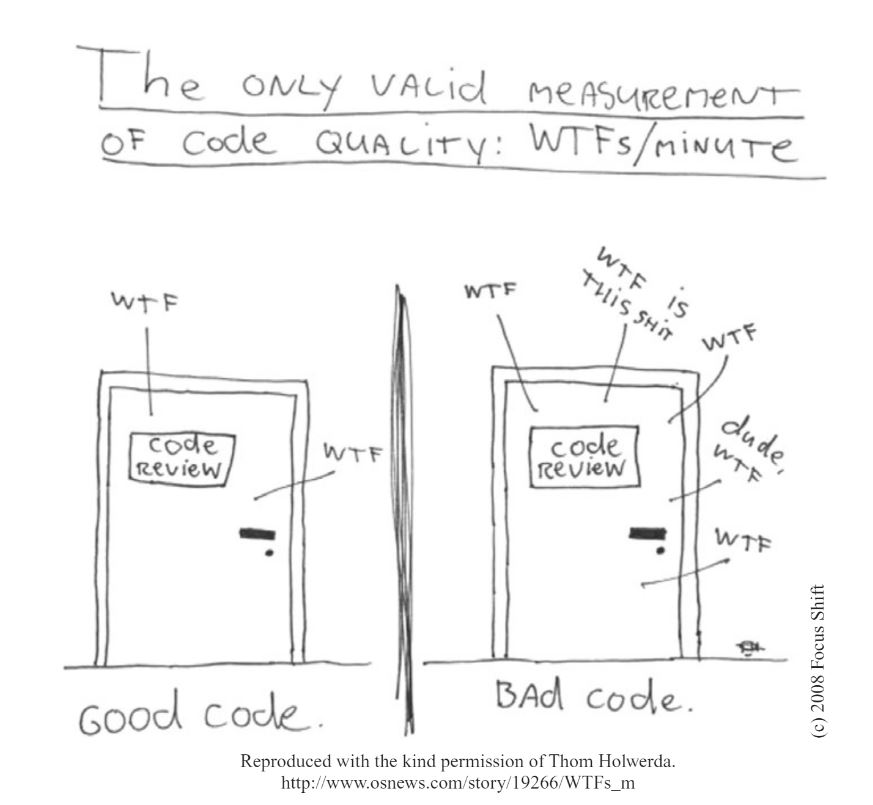 The ONLY VALid MEASUREMENT
OF Code QUALITY: WTFs/MINUTE
WTF
Code
REVIEW
WTF
GOOD Code.
WTF
WTF is
THIS SHIT
WTF
Code
REVIEW
dude,
WTF
WTF
BAd Code.
(c) 2008 Focus Shift
Reproduced with the kind permission of Thom Holwerda.
http://www.osnews.com/story/19266/WTFs_m